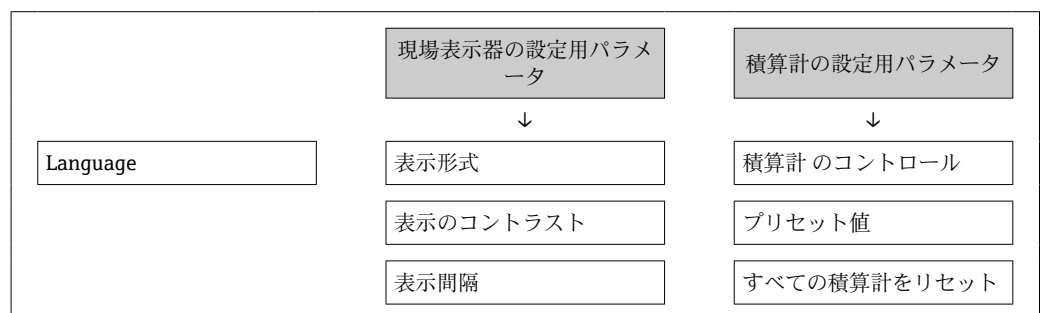 現場表示器の設定用パラメ
ータ
積算計の設定用パラメータ
↓
↓
Language
表示形式
積算計 のコントロール
表示のコントラスト
プリセット値
表示間隔
すべての積算計をリセット